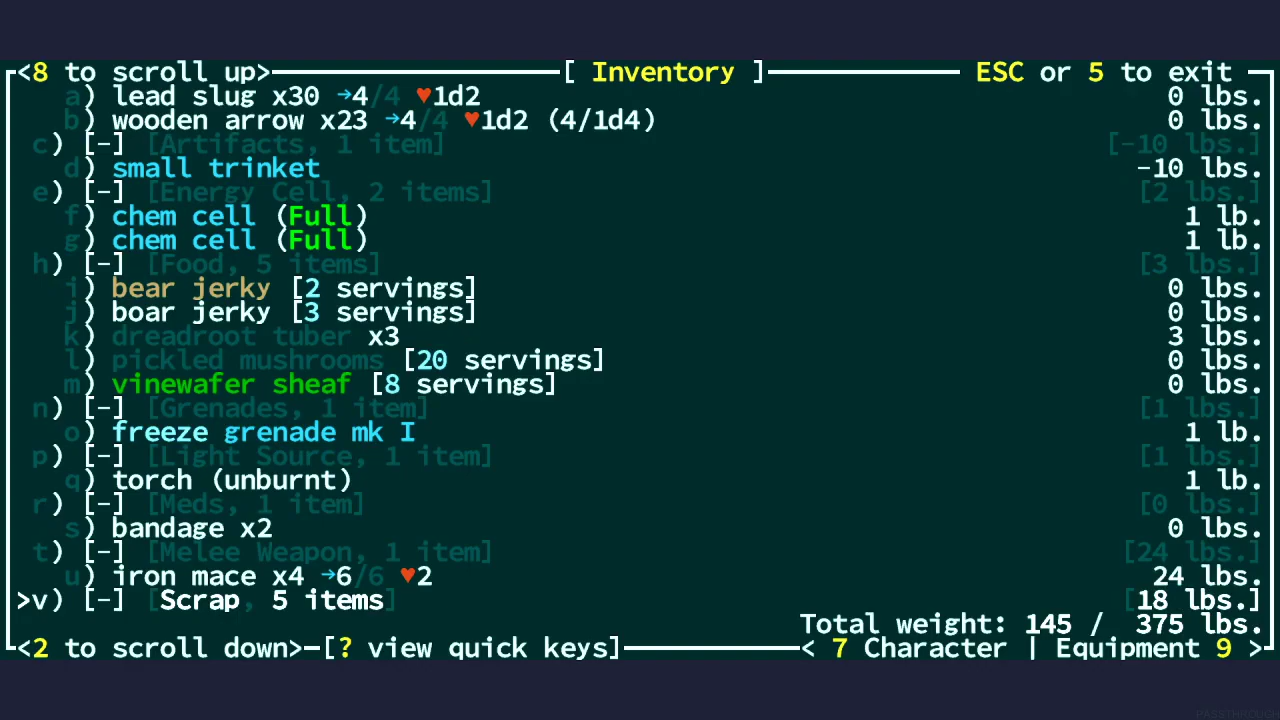 <8 to scroll up> [ Inventory ] ESC or 5 to exit
a) lead slug x30 →4/4 ♥1d2 0 lbs.
b) wooden arrow x23 →4/4 ♥1d2 (4/1d4) 0 lbs.
c) [-] [Artifacts, 1 item] [-10 lbs.]
d) small trinket -10 lbs.
e) [-] [Energy Cell, 2 items] [2 lbs.]
f) chem cell (Full) 1 lb.
g) chem cell (Full) 1 lb.
h) [-] [Food, 5 items] [3 lbs.]
i) bear jerky [2 servings] 0 lbs.
j) boar jerky [3 servings] 0 lbs.
k) dreadroot tuber x3 3 lbs.
l) pickled mushrooms [20 servings] 0 lbs.
m) vinewafer sheaf [8 servings] 0 lbs.
n) [-] [Grenades, 1 item] [1 lbs.]
o) freeze grenade mk I 1 lb.
p) [-] [Light Source, 1 item] [1 lbs.]
q) torch (unburnt) 1 lb.
r) [-] [Meds, 1 item] [0 lbs.]
s) bandage x2 0 lbs.
t) [-] [Melee Weapon, 1 item] [24 lbs.]
u) iron mace x4 →6/6 ♥2 24 lbs.
>v) [-] [Scrap, 5 items] [18 lbs.]
Total weight: 145 / 375 lbs.
<2 to scroll down> [? view quick keys] < 7 Character | Equipment 9 >